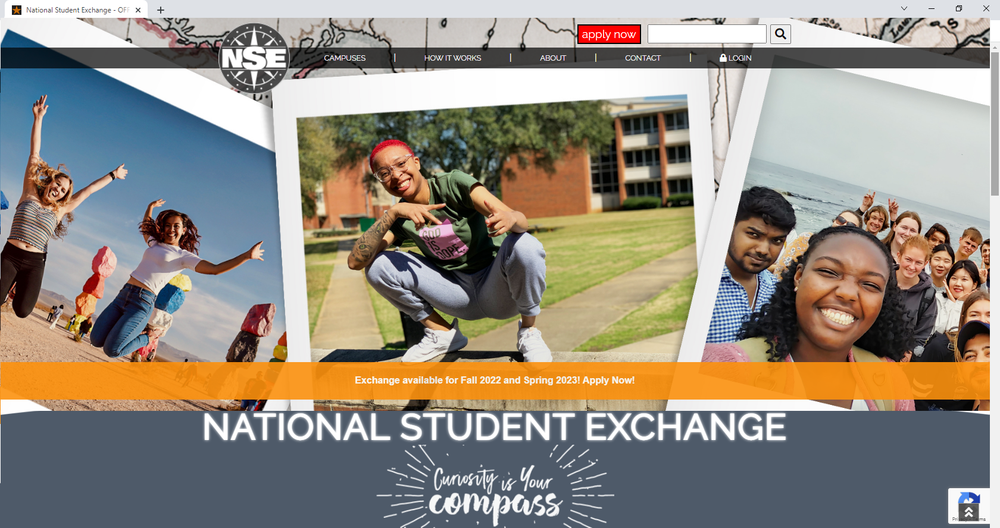 National Student Exchange - OFF
apply now
NSE
CAMPUSES | HOW IT WORKS | ABOUT | CONTACT | LOGIN
GOD
IS
DOPE.
Exchange available for Fall 2022 and Spring 2023! Apply Now!
NATIONAL STUDENT EXCHANGE
Curiosity is Your
compass